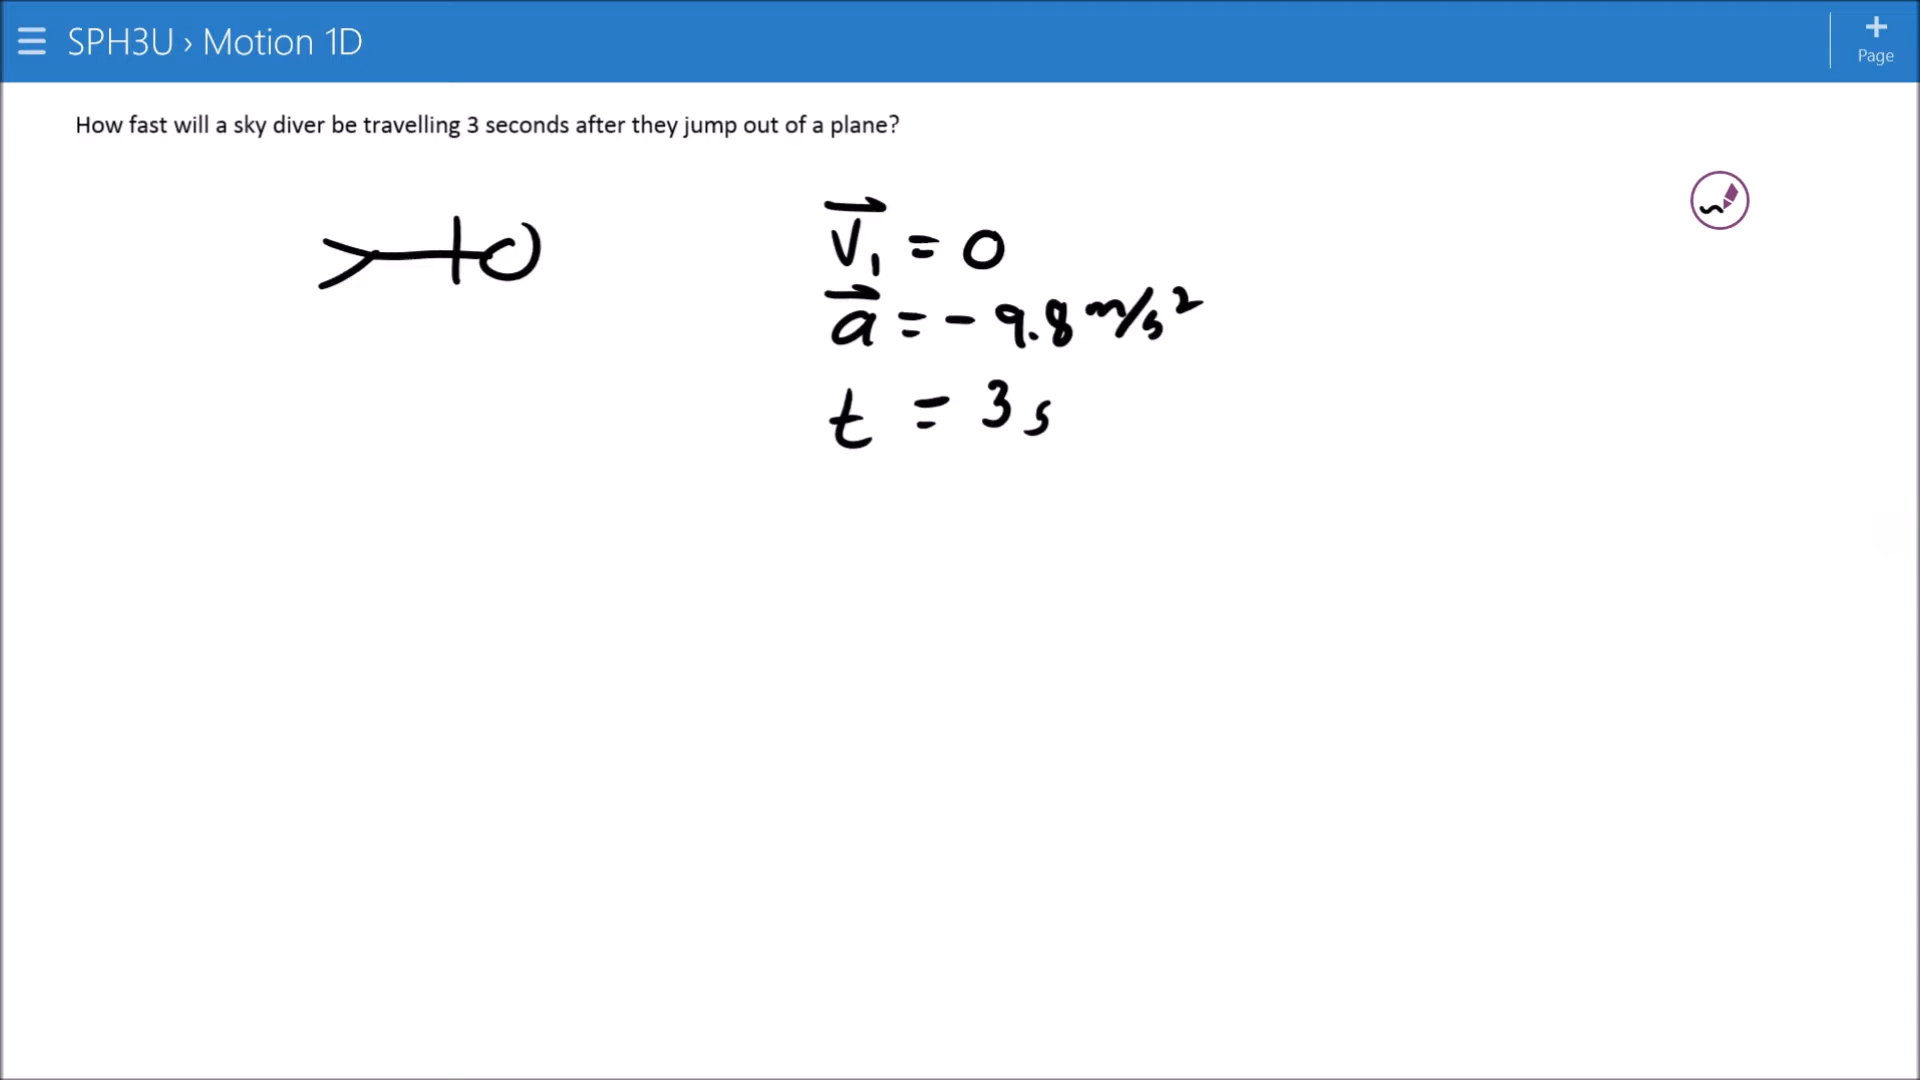 SPH3U › Motion 1D
Page
How fast will a sky diver be travelling 3 seconds after they jump out of a plane?
v⃗₁ = 0
a⃗ = - 9.8 m/s²
t = 3 s